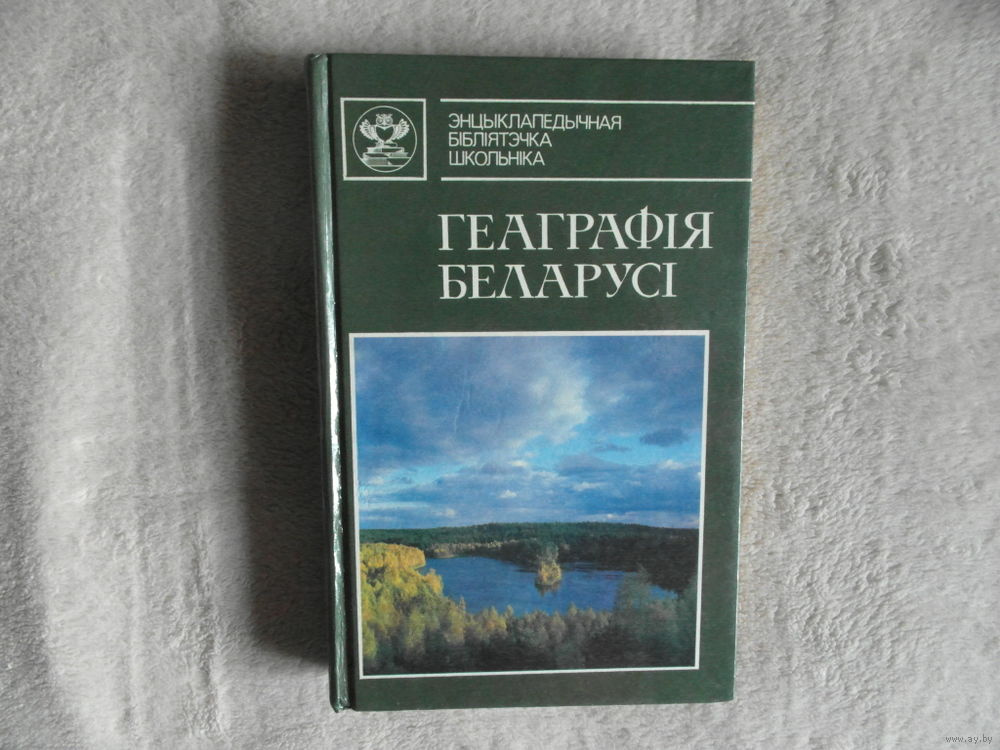 ЭНЦЫКЛАПЕДЫЧНАЯ
БІБЛІЯТЭЧКА
ШКОЛЬНІКА
ГЕАГРАФІЯ
БЕЛАРУСІ
www.ay.by